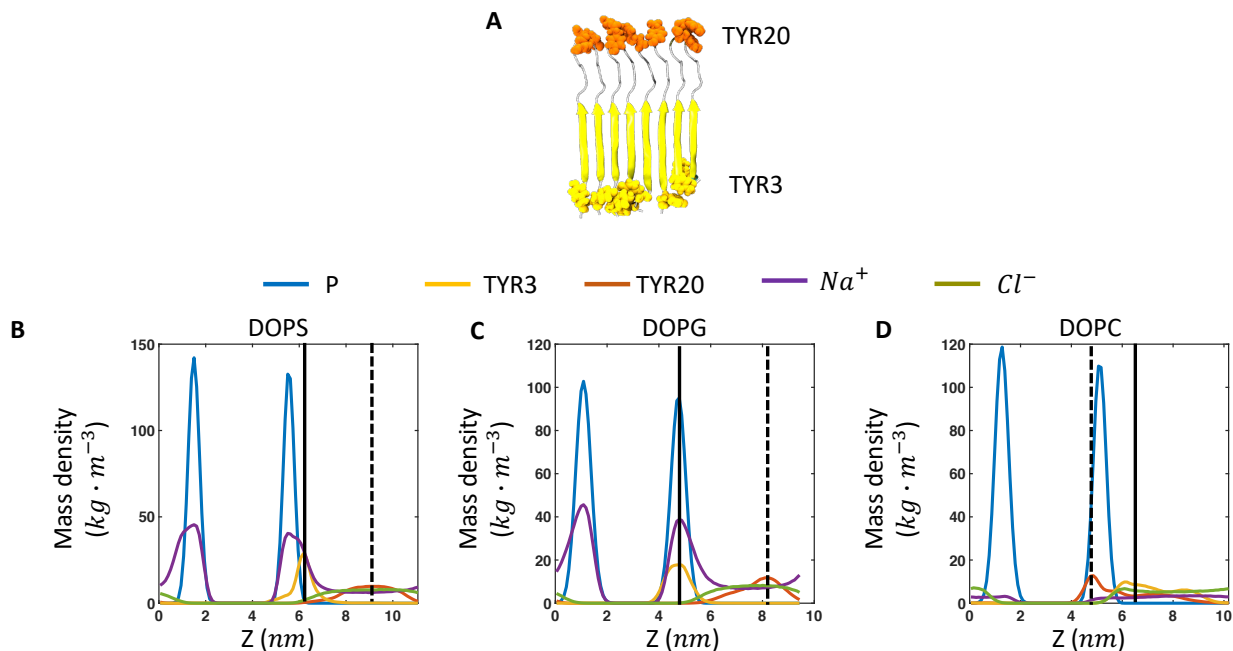 A
TYR20
TYR3
P TYR3 TYR20 Na⁺ Cl⁻
B DOPS C DOPG D DOPC
Mass density
(kg · m⁻³)
150
100
50
0
0 2 4 6 8 10
Z (nm)
Mass density
(kg · m⁻³)
120
100
80
60
40
20
0
0 2 4 6 8 10
Z (nm)
Mass density
(kg · m⁻³)
120
100
80
60
40
20
0
0 2 4 6 8 10
Z (nm)